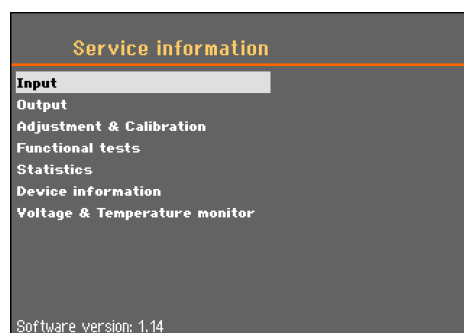 Service information
Input
Output
Adjustment & Calibration
Functional tests
Statistics
Device information
Voltage & Temperature monitor
Software version: 1.14